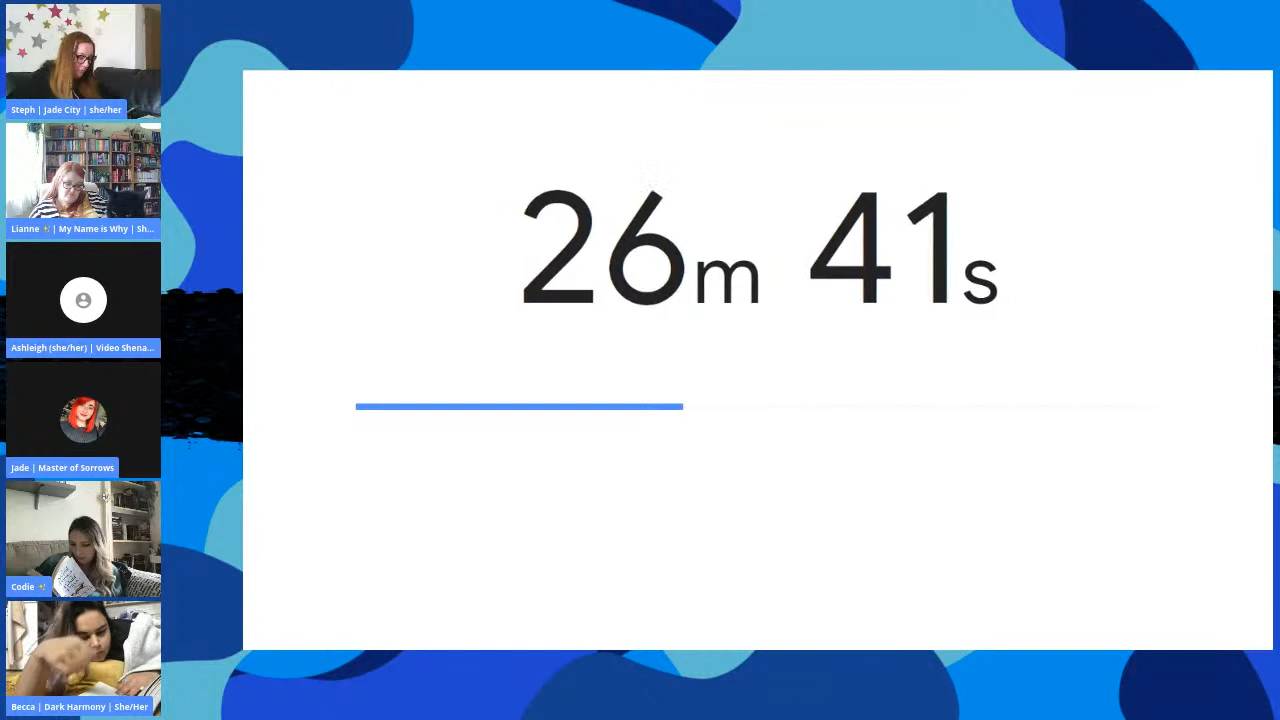 Steph | Jade City | she/her
Lianne ✨ | My Name is Why | Sh...
Ashleigh (she/her) | Video Shena...
Jade | Master of Sorrows
Codie ✨
Becca | Dark Harmony | She/Her
26m 41s